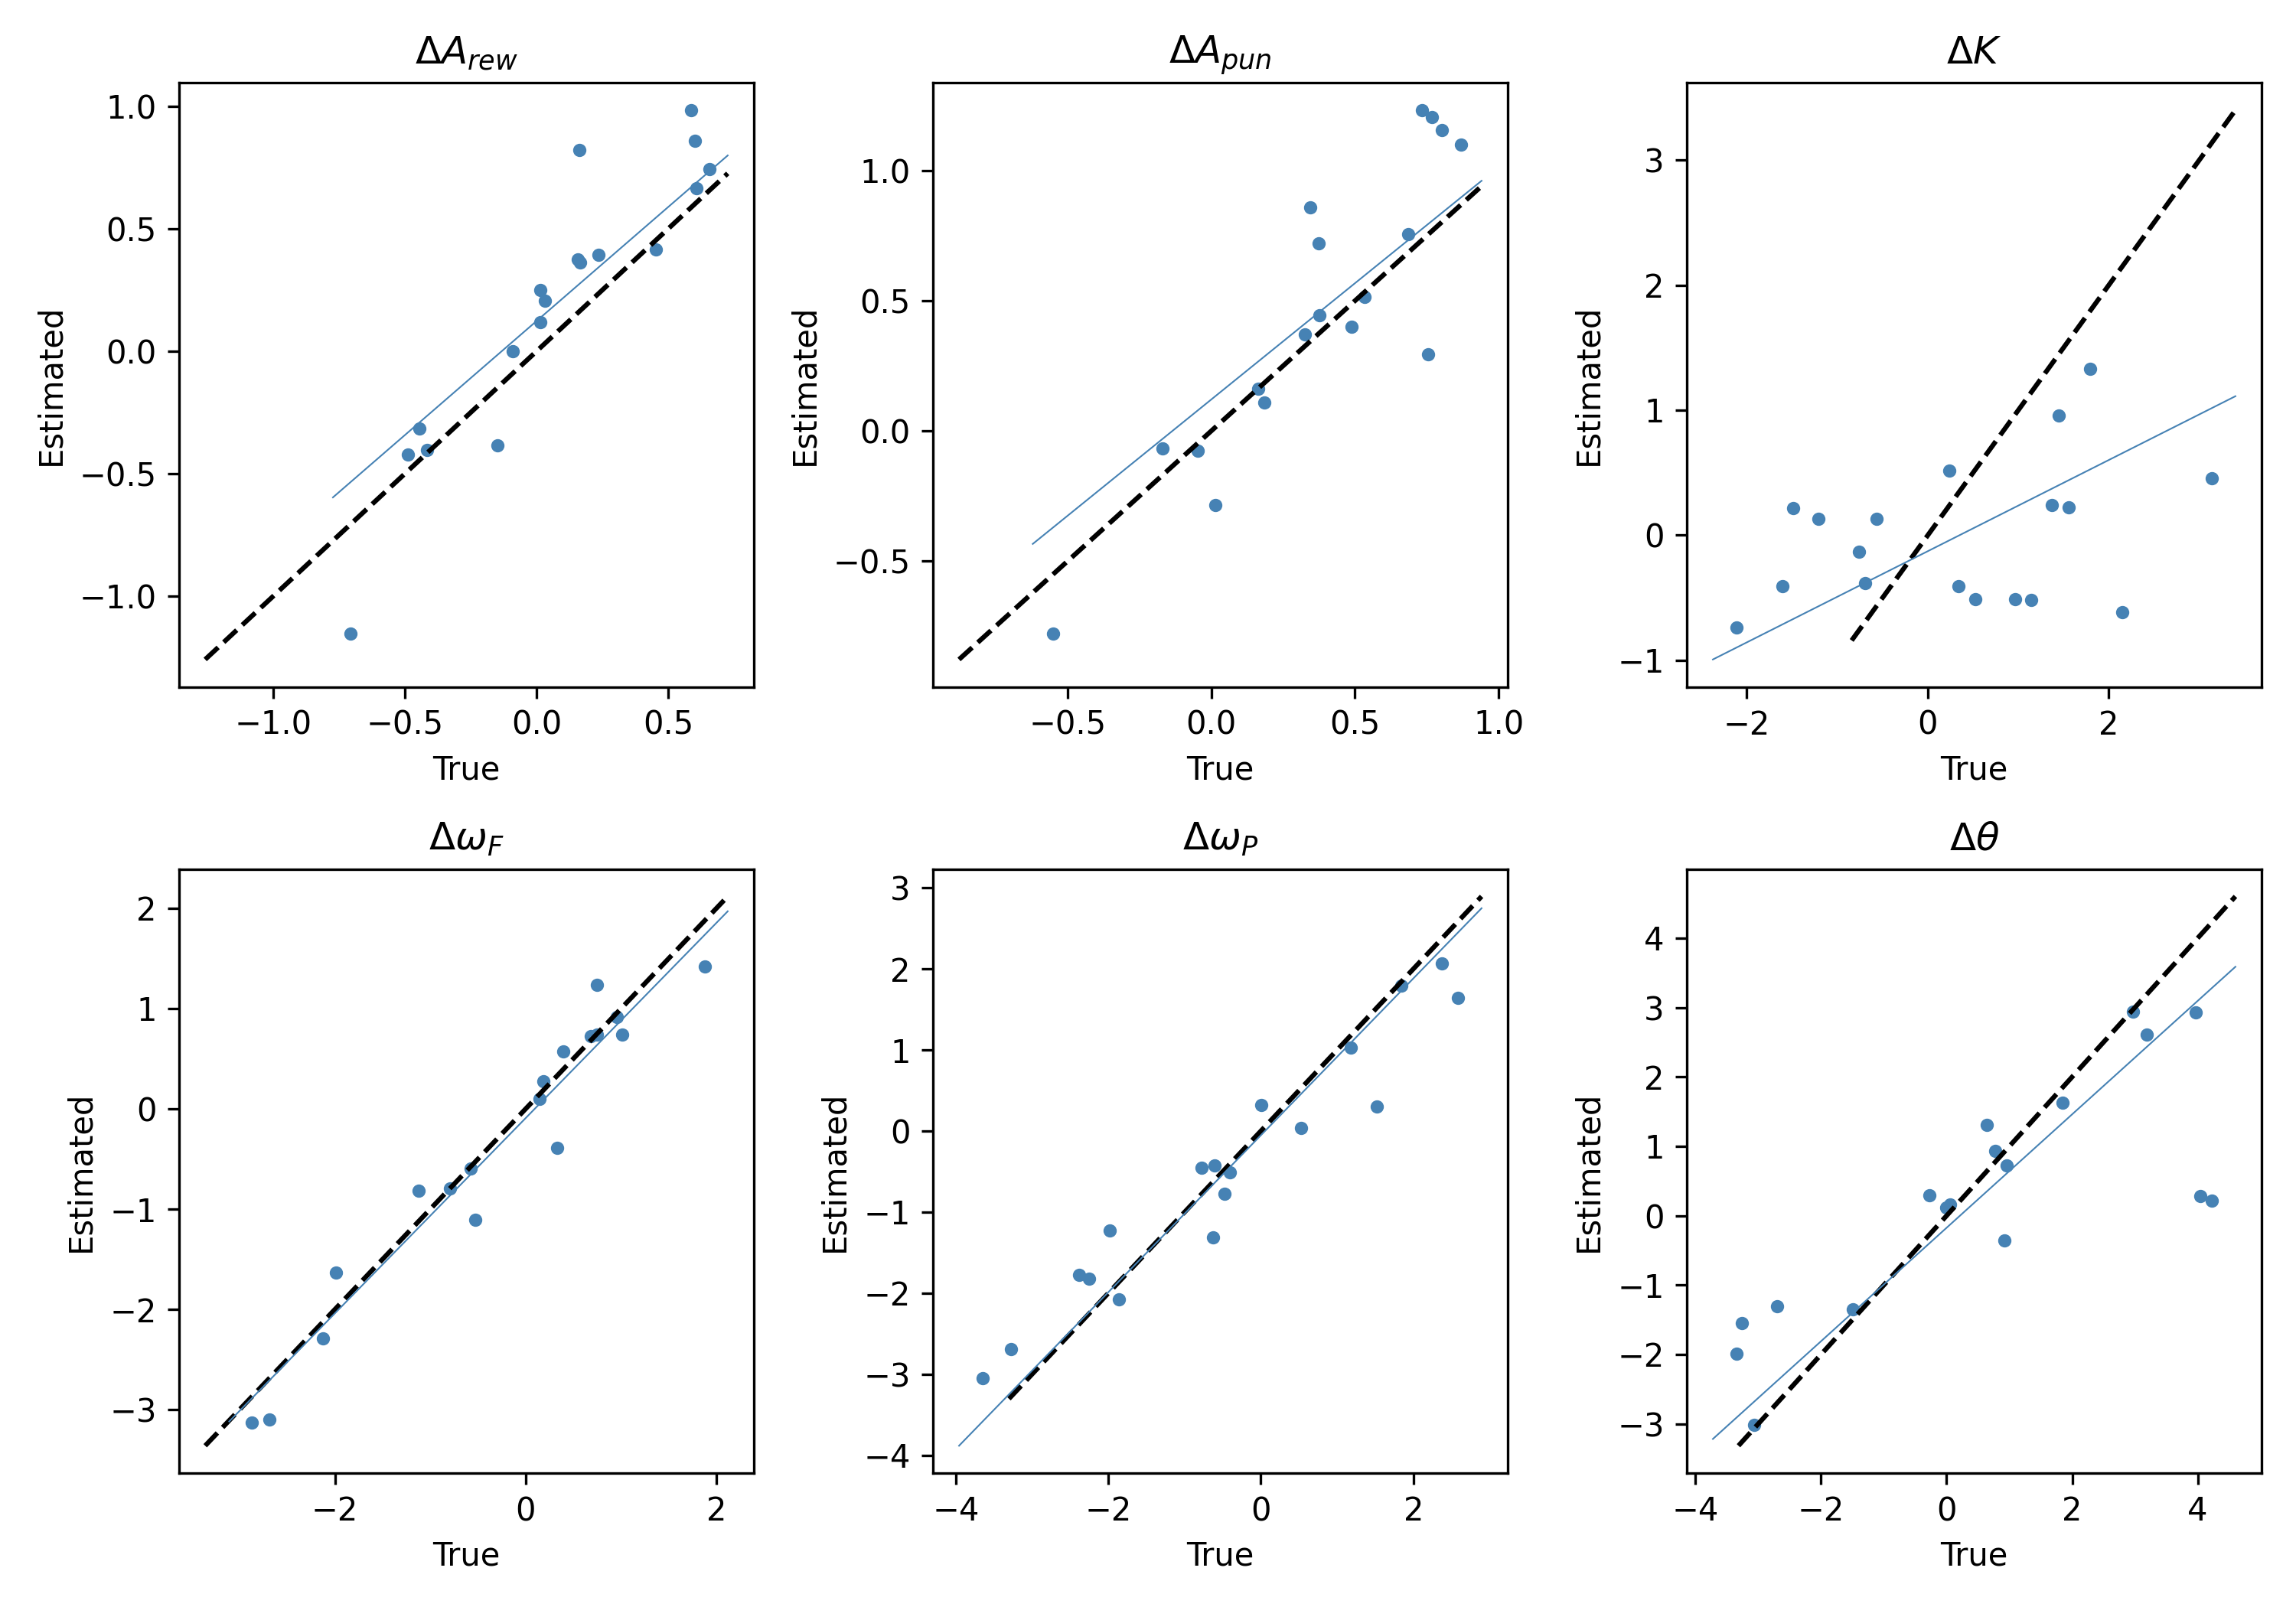 ΔA_rew
1.0
0.5
0.0
−0.5
−1.0
−1.0 −0.5 0.0 0.5
Estimated
True
ΔA_pun
1.0
0.5
0.0
−0.5
−0.5 0.0 0.5 1.0
Estimated
True
ΔK
3
2
1
0
−1
−2 0 2
Estimated
True
Δω_F
2
1
0
−1
−2
−3
−2 0 2
Estimated
True
Δω_P
3
2
1
0
−1
−2
−3
−4
−4 −2 0 2
Estimated
True
Δθ
4
3
2
1
0
−1
−2
−3
−4 −2 0 2 4
Estimated
True